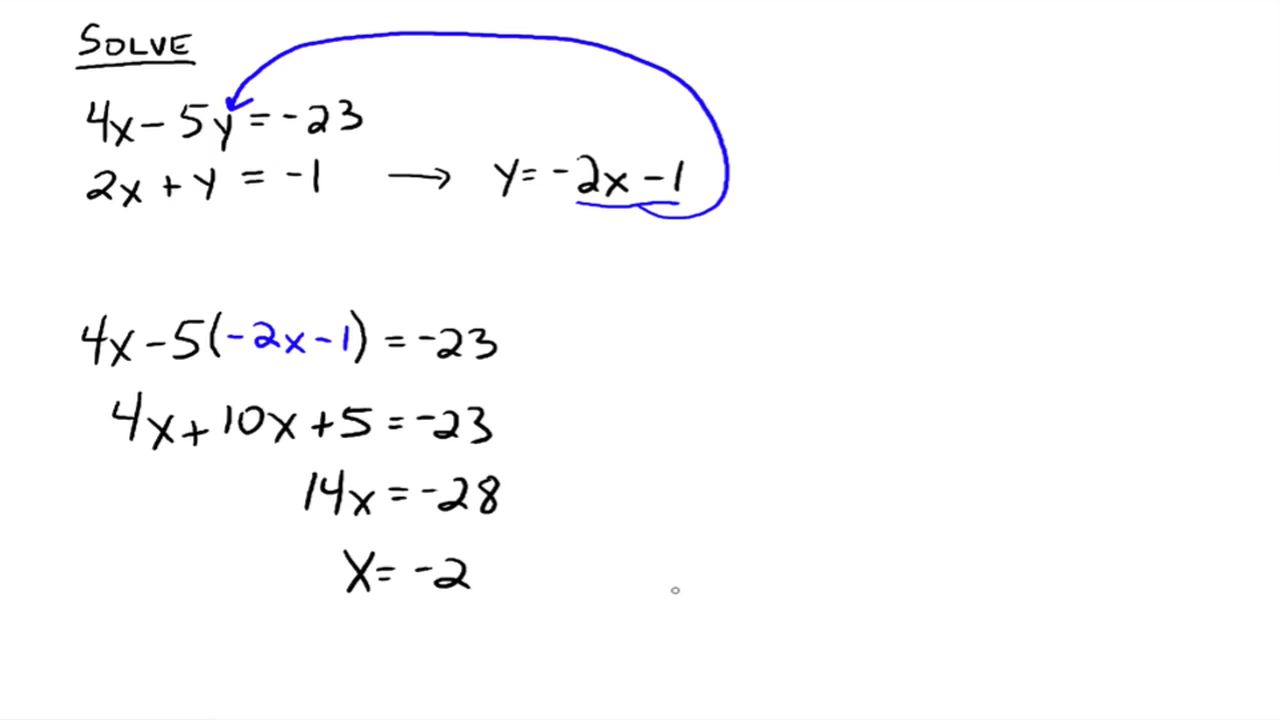 SOLVE
4x - 5y = -23
2x + y = -1 → y = -2x - 1
4x - 5(-2x - 1) = -23
4x + 10x + 5 = -23
14x = -28
x = -2